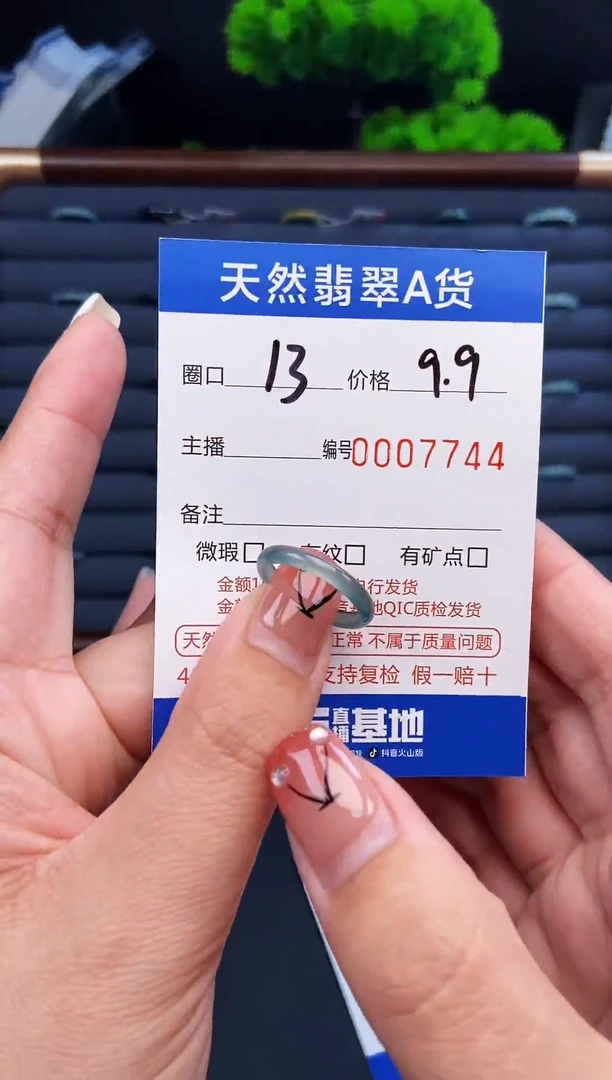 天然翡翠A货
圈口 13 价格 9.9
主播 编号0007744
备注
微瑕 纹 有矿点
金额 行发货
基地QIC质检发货
天然 正常 不属于质量问题
4 支持复检 假一赔十
直播基地
抖音火山版